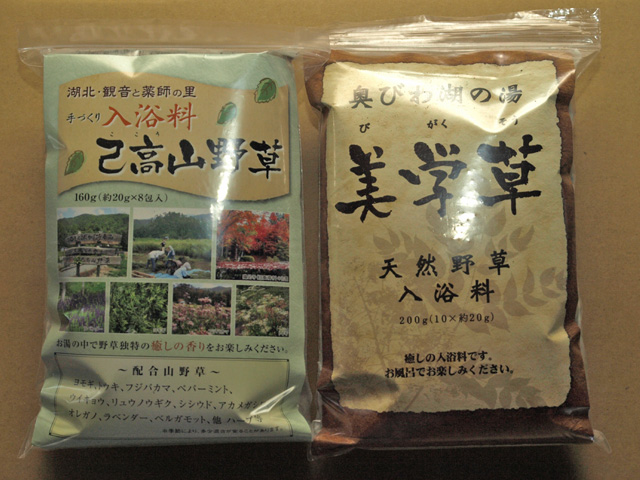 湖北・観音と薬師の里
手づくり 入浴料
ここう
己高山野草
160g(約20g×8包入)
お湯の中で野草独特の癒しの香りをお楽しみください。
～配合山野草～
フジバカマ、ペパーミント、
ウイキョウ、リュウノウギク、シシウド、アカメガシ
オレガノ、ラベンダー、ベルガモット、他
奥びわ湖の湯
び がく そう
美学草
天然野草
入浴料
200g(10×約20g)
癒しの入浴料です。
お風呂でお楽しみください。